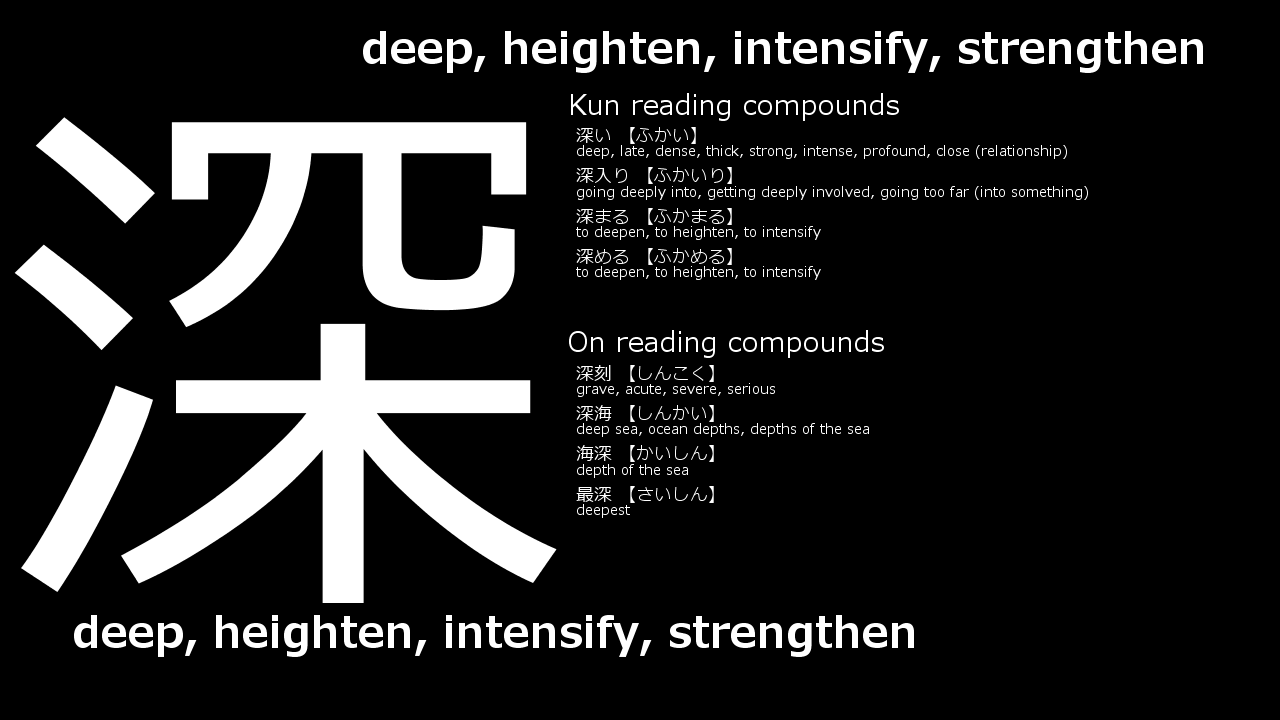 deep, heighten, intensify, strengthen
深
Kun reading compounds
深い 【ふかい】
deep, late, dense, thick, strong, intense, profound, close (relationship)
深入り 【ふかいり】
going deeply into, getting deeply involved, going too far (into something)
深まる 【ふかまる】
to deepen, to heighten, to intensify
深める 【ふかめる】
to deepen, to heighten, to intensify
On reading compounds
深刻 【しんこく】
grave, acute, severe, serious
深海 【しんかい】
deep sea, ocean depths, depths of the sea
海深 【かいしん】
depth of the sea
最深 【さいしん】
deepest
deep, heighten, intensify, strengthen